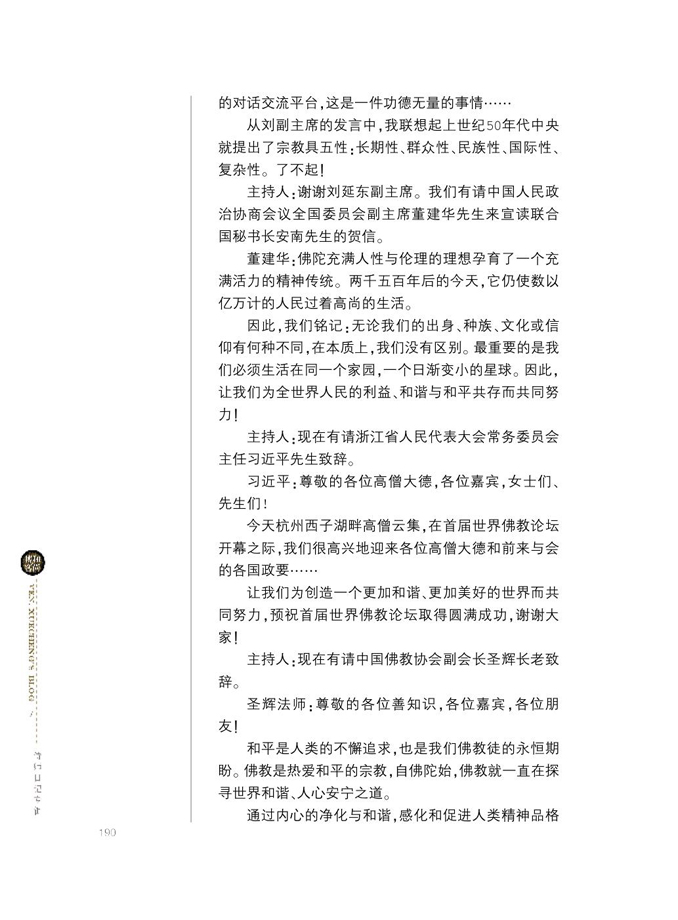 的对话交流平台,这是一件功德无量的事情……
从刘副主席的发言中,我联想起上世纪50年代中央
就提出了宗教具五性:长期性、群众性、民族性、国际性、
复杂性。了不起!
主持人:谢谢刘延东副主席。我们有请中国人民政
治协商会议全国委员会副主席董建华先生来宣读联合
国秘书长安南先生的贺信。
董建华:佛陀充满人性与伦理的理想孕育了一个充
满活力的精神传统。两千五百年后的今天,它仍使数以
亿万计的人民过着高尚的生活。
因此,我们铭记:无论我们的出身、种族、文化或信
仰有何种不同,在本质上,我们没有区别。最重要的是我
们必须生活在同一个家园,一个日渐变小的星球。因此,
让我们为全世界人民的利益、和谐与和平共存而共同努
力!
主持人:现在有请浙江省人民代表大会常务委员会
主任习近平先生致辞。
习近平:尊敬的各位高僧大德,各位嘉宾,女士们、
先生们!
今天杭州西子湖畔高僧云集,在首届世界佛教论坛
开幕之际,我们很高兴地迎来各位高僧大德和前来与会
的各国政要……
让我们为创造一个更加和谐、更加美好的世界而共
同努力,预祝首届世界佛教论坛取得圆满成功,谢谢大
家!
主持人:现在有请中国佛教协会副会长圣辉长老致
辞。
圣辉法师:尊敬的各位善知识,各位嘉宾,各位朋
友!
和平是人类的不懈追求,也是我们佛教徒的永恒期
盼。佛教是热爱和平的宗教,自佛陀始,佛教就一直在探
寻世界和谐、人心安宁之道。
通过内心的净化与和谐,感化和促进人类精神品格
VEN. XUECHENG'S BLOG
190